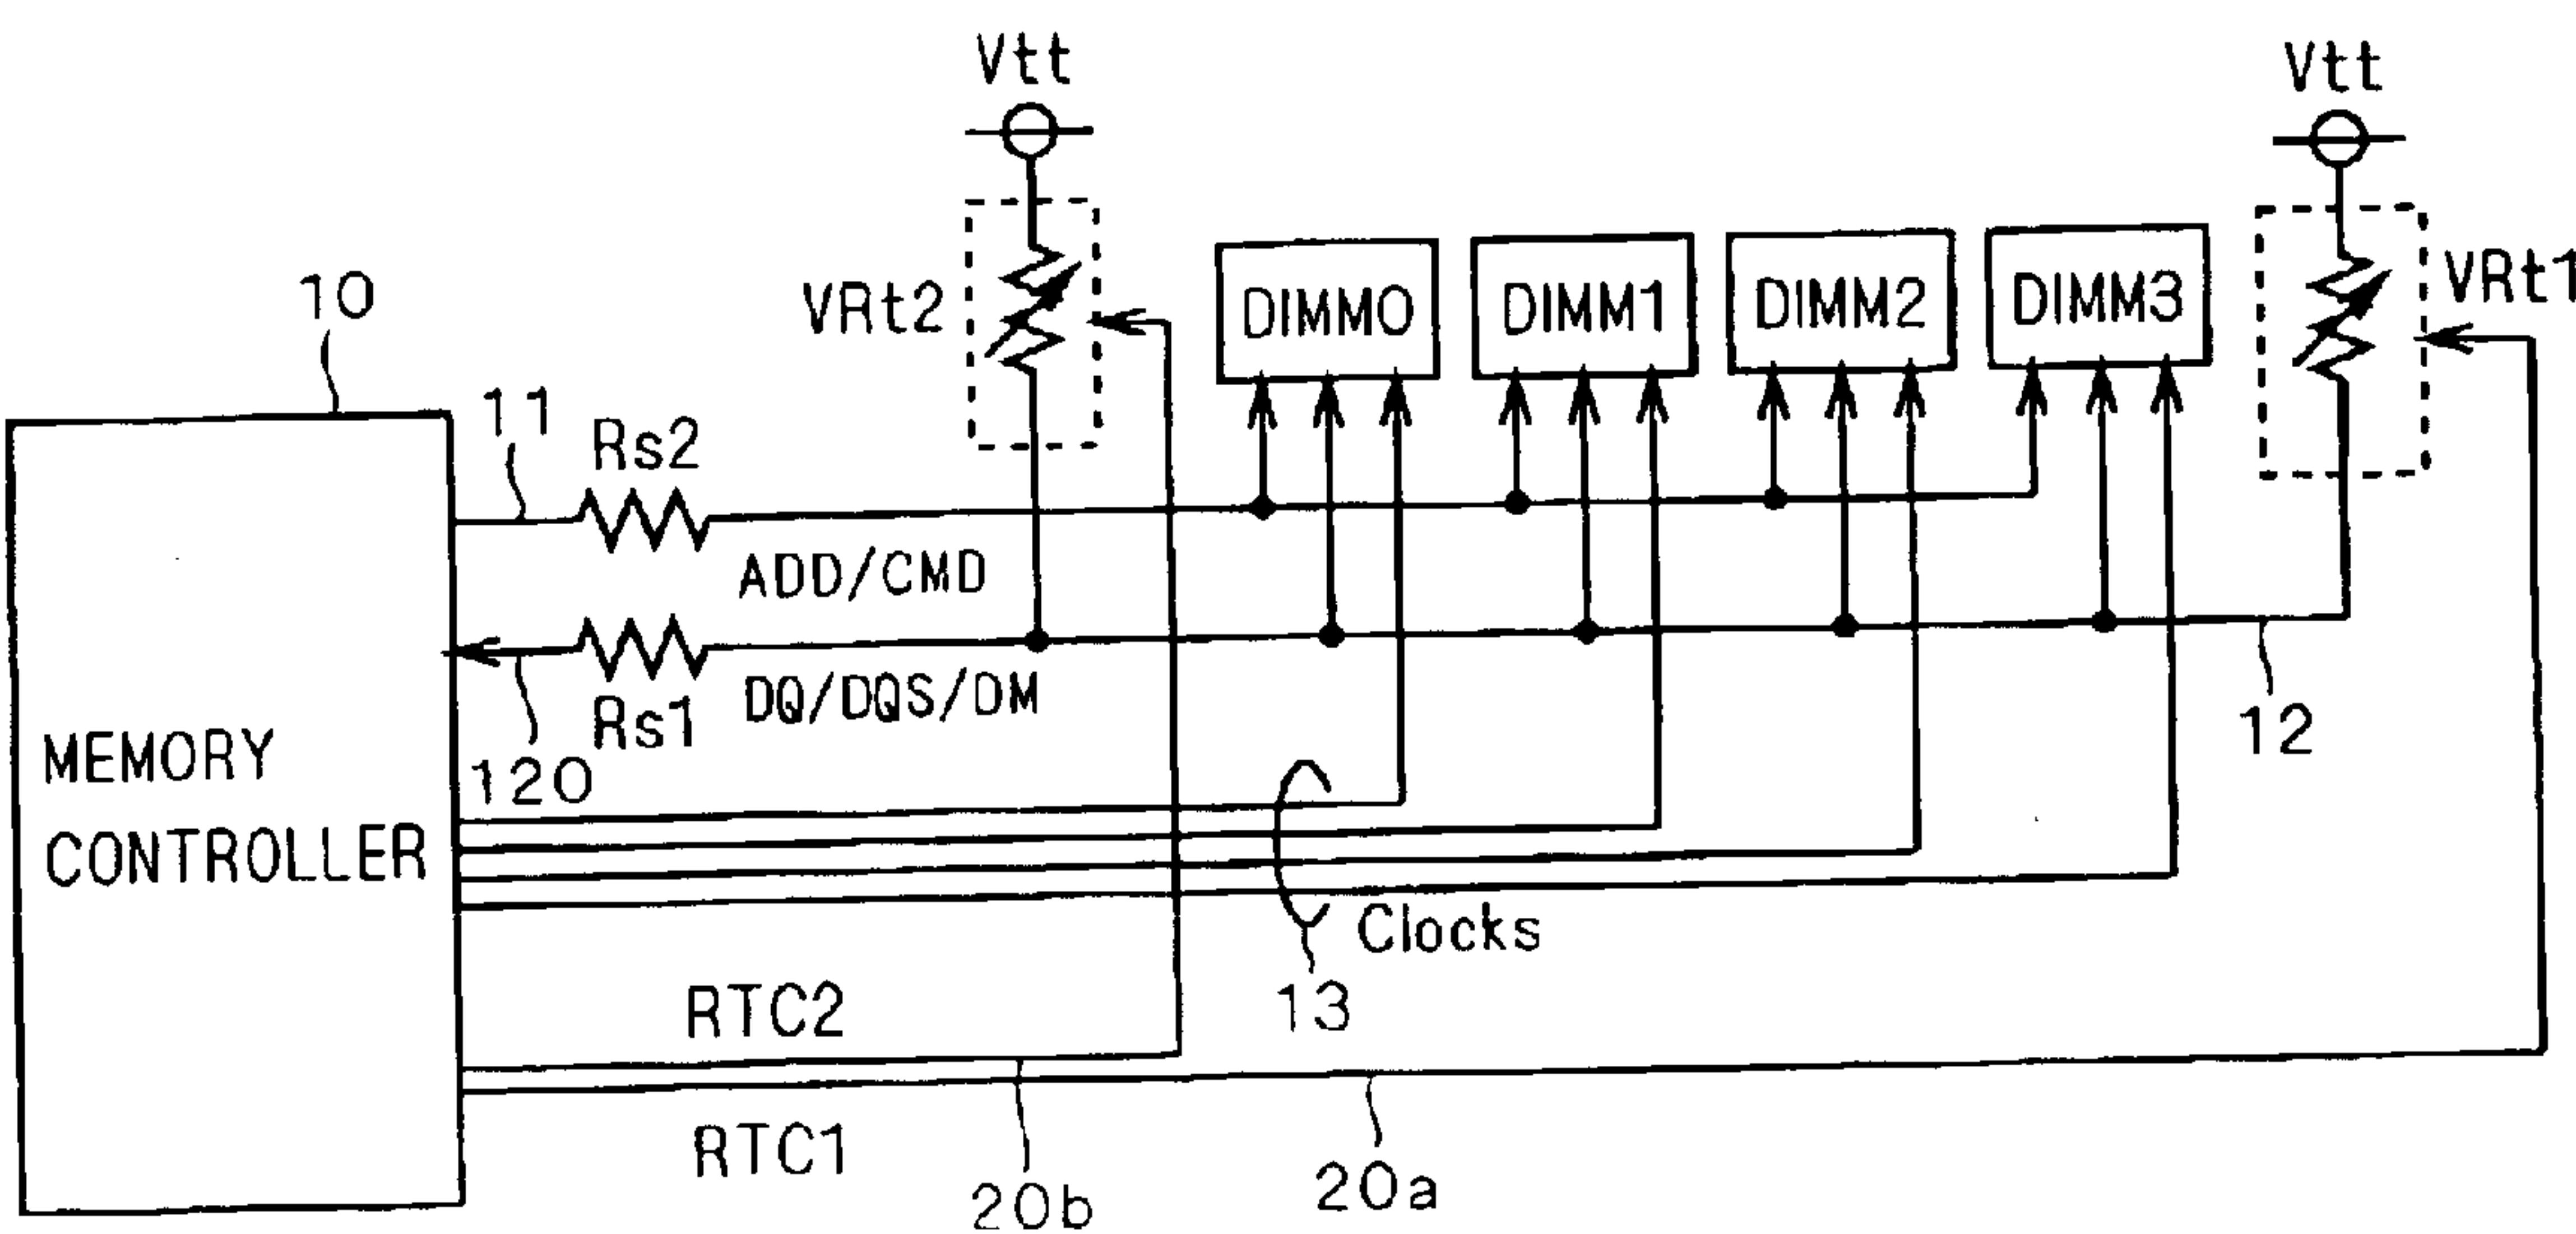 Vtt
Vtt
10
VRt2
DIMM0
DIMM1
DIMM2
DIMM3
VRt1
11
Rs2
ADD/CMD
DQ/DQS/DM
Rs1
120
12
MEMORY
CONTROLLER
Clocks
13
RTC2
RTC1
20b
20a